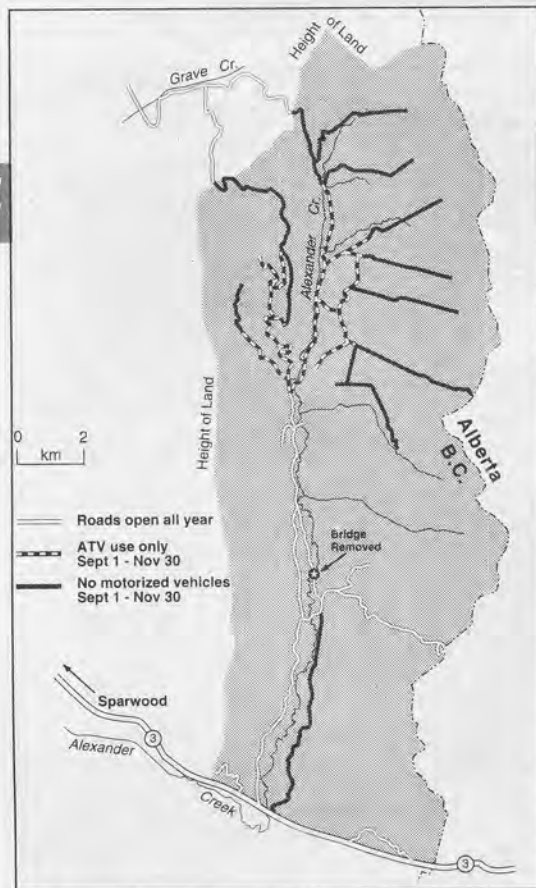 Height
of Land
Grave Cr.
Alexander Cr.
Height of Land
Alberta
B.C.
0 2
km
Roads open all year
ATV use only
Sept 1 - Nov 30
No motorized vehicles
Sept 1 - Nov 30
Bridge
Removed
Sparwood
3
Alexander
Creek
3